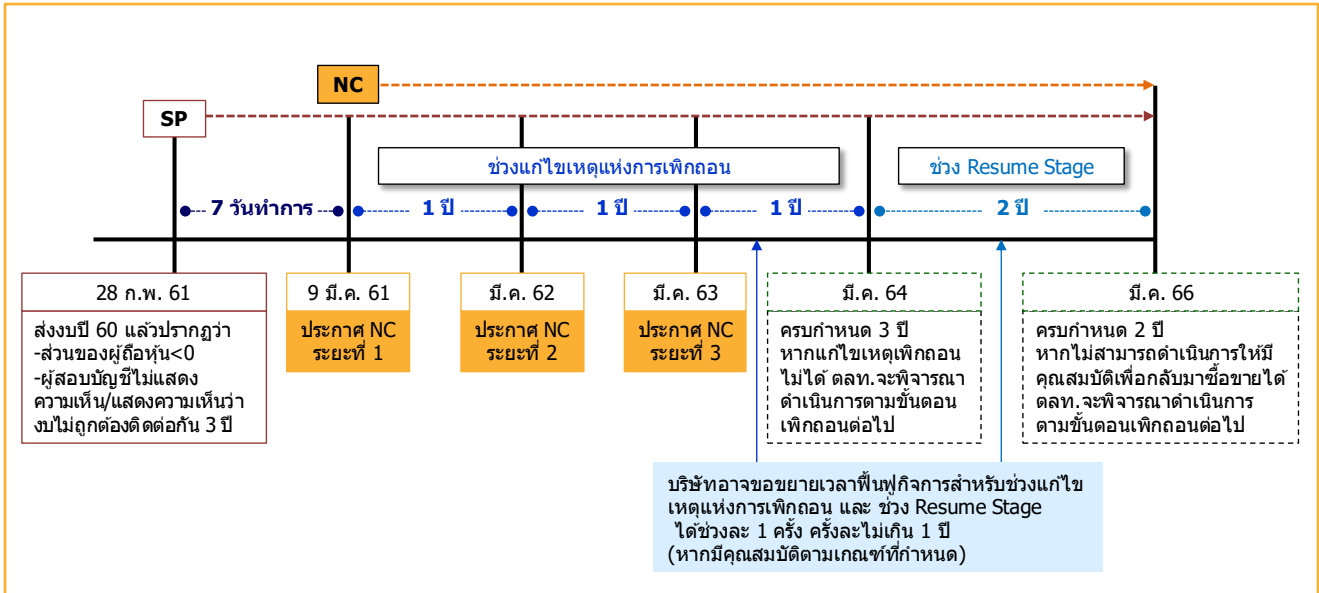 NC
SP
ช่วงแก้ไขเหตุแห่งการเพิกถอน
ช่วง Resume Stage
7 วันทำการ
1 ปี
1 ปี
1 ปี
2 ปี
28 ก.พ. 61
ส่งงบปี 60 แล้วปรากฏว่า
-ส่วนของผู้ถือหุ้น<0
-ผู้สอบบัญชีไม่แสดง
ความเห็น/แสดงความเห็นว่า
งบไม่ถูกต้องติดต่อกัน 3 ปี
9 มี.ค. 61
ประกาศ NC
ระยะที่ 1
มี.ค. 62
ประกาศ NC
ระยะที่ 2
มี.ค. 63
ประกาศ NC
ระยะที่ 3
มี.ค. 64
ครบกำหนด 3 ปี
หากแก้ไขเหตุเพิกถอน
ไม่ได้ ตลท.จะพิจารณา
ดำเนินการตามขั้นตอน
เพิกถอนต่อไป
มี.ค. 66
ครบกำหนด 2 ปี
หากไม่สามารถดำเนินการให้มี
คุณสมบัติเพื่อกลับมาซื้อขายได้
ตลท.จะพิจารณาดำเนินการ
ตามขั้นตอนเพิกถอนต่อไป
บริษัทอาจขอขยายเวลาฟื้นฟูกิจการสำหรับช่วงแก้ไข
เหตุแห่งการเพิกถอน และ ช่วง Resume Stage
ได้ช่วงละ 1 ครั้ง ครั้งละไม่เกิน 1 ปี
(หากมีคุณสมบัติตามเกณฑ์ที่กำหนด)